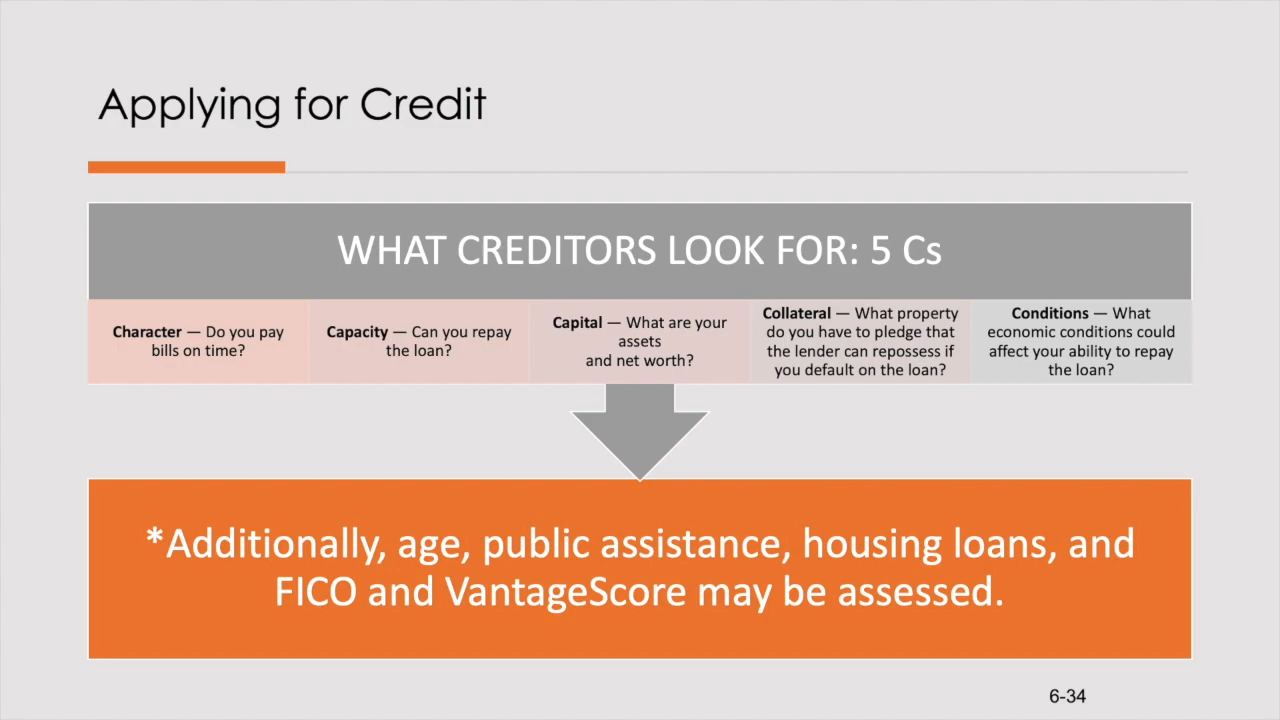 Applying for Credit
WHAT CREDITORS LOOK FOR: 5 Cs
Character — Do you pay
bills on time?
Capacity — Can you repay
the loan?
Capital — What are your
assets
and net worth?
Collateral — What property
do you have to pledge that
the lender can repossess if
you default on the loan?
Conditions — What
economic conditions could
affect your ability to repay
the loan?
*Additionally, age, public assistance, housing loans, and
FICO and VantageScore may be assessed.
6-34